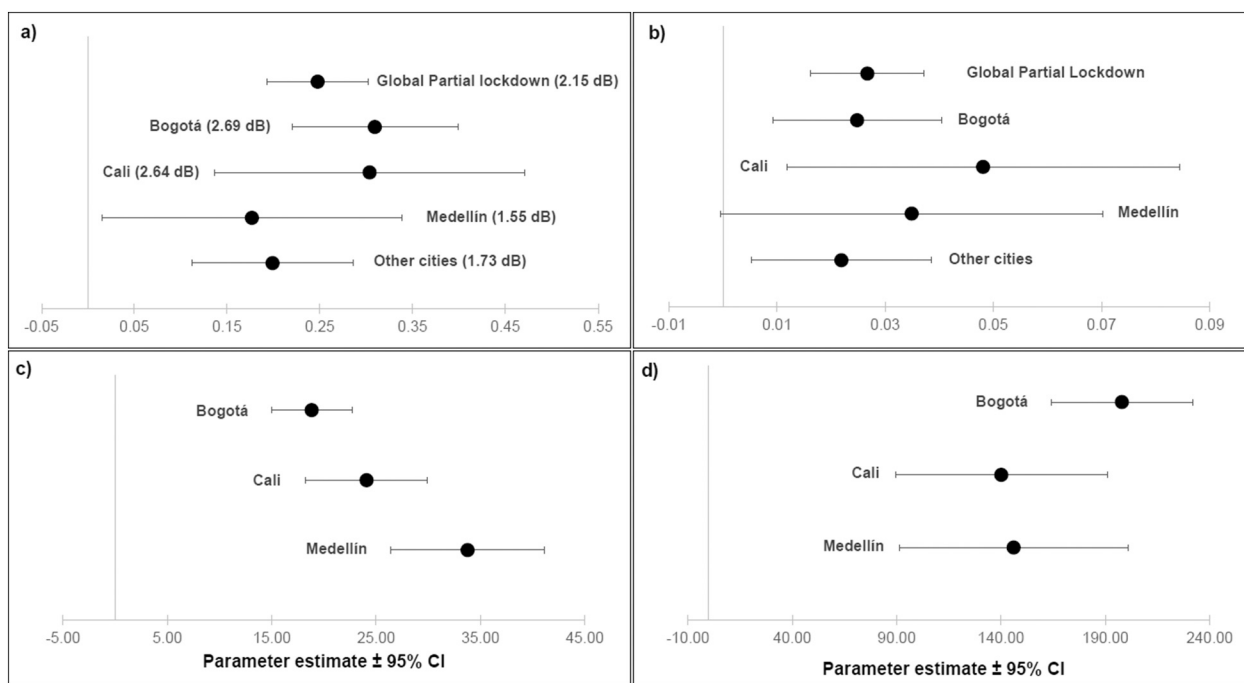 a)
Global Partial lockdown (2.15 dB)
Bogotá (2.69 dB)
Cali (2.64 dB)
Medellín (1.55 dB)
Other cities (1.73 dB)
-0.05 0.05 0.15 0.25 0.35 0.45 0.55
b)
Global Partial Lockdown
Bogotá
Cali
Medellín
Other cities
-0.01 0.01 0.03 0.05 0.07 0.09
c)
Bogotá
Cali
Medellín
-5.00 5.00 15.00 25.00 35.00 45.00
Parameter estimate ± 95% CI
d)
Bogotá
Cali
Medellín
-10.00 40.00 90.00 140.00 190.00 240.00
Parameter estimate ± 95% CI